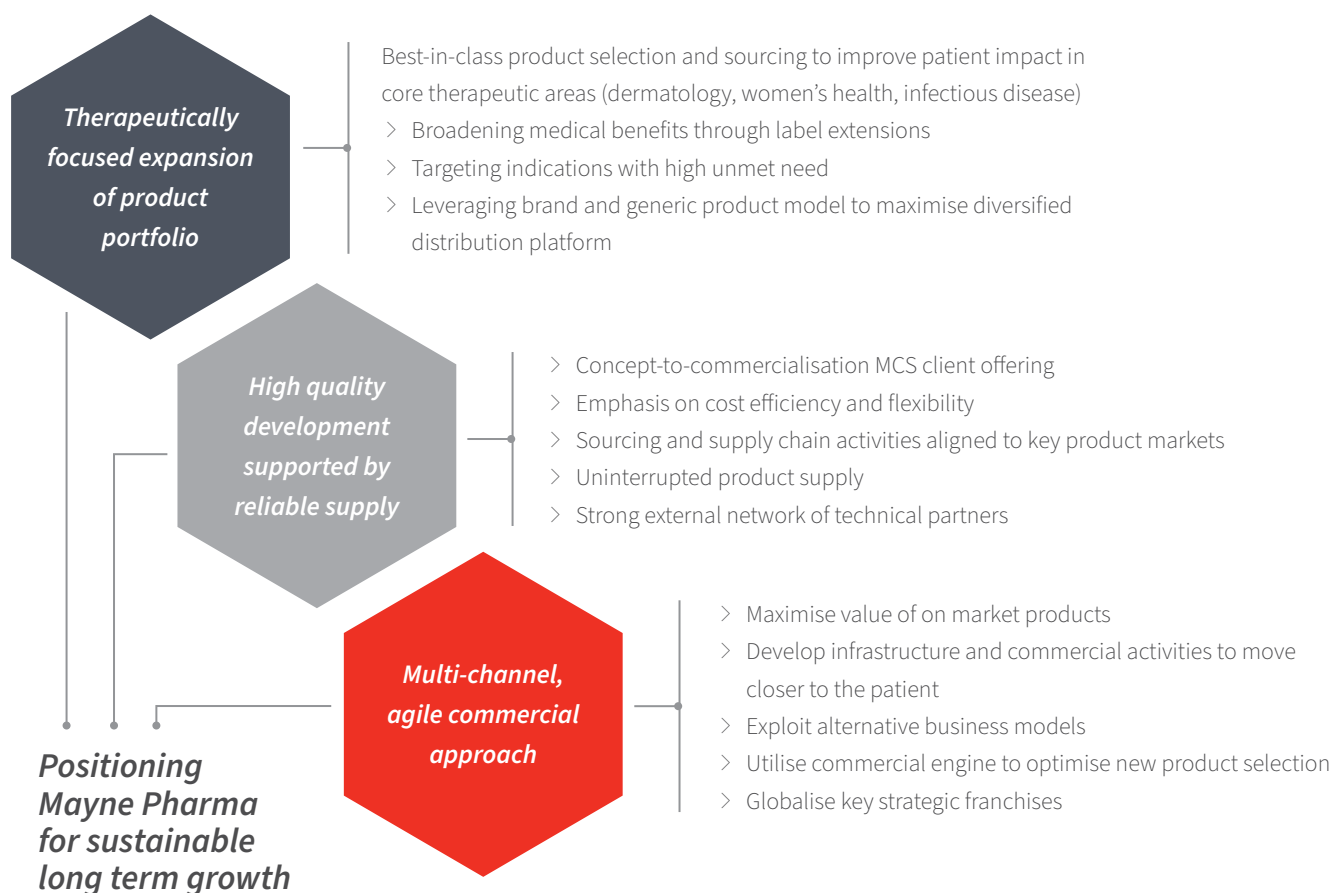 Therapeutically
focused expansion
of product
portfolio
Best-in-class product selection and sourcing to improve patient impact in
core therapeutic areas (dermatology, women’s health, infectious disease)
> Broadening medical benefits through label extensions
> Targeting indications with high unmet need
> Leveraging brand and generic product model to maximise diversified
distribution platform
High quality
development
supported by
reliable supply
> Concept-to-commercialisation MCS client offering
> Emphasis on cost efficiency and flexibility
> Sourcing and supply chain activities aligned to key product markets
> Uninterrupted product supply
> Strong external network of technical partners
Multi-channel,
agile commercial
approach
> Maximise value of on market products
> Develop infrastructure and commercial activities to move
closer to the patient
> Exploit alternative business models
> Utilise commercial engine to optimise new product selection
> Globalise key strategic franchises
Positioning
Mayne Pharma
for sustainable
long term growth